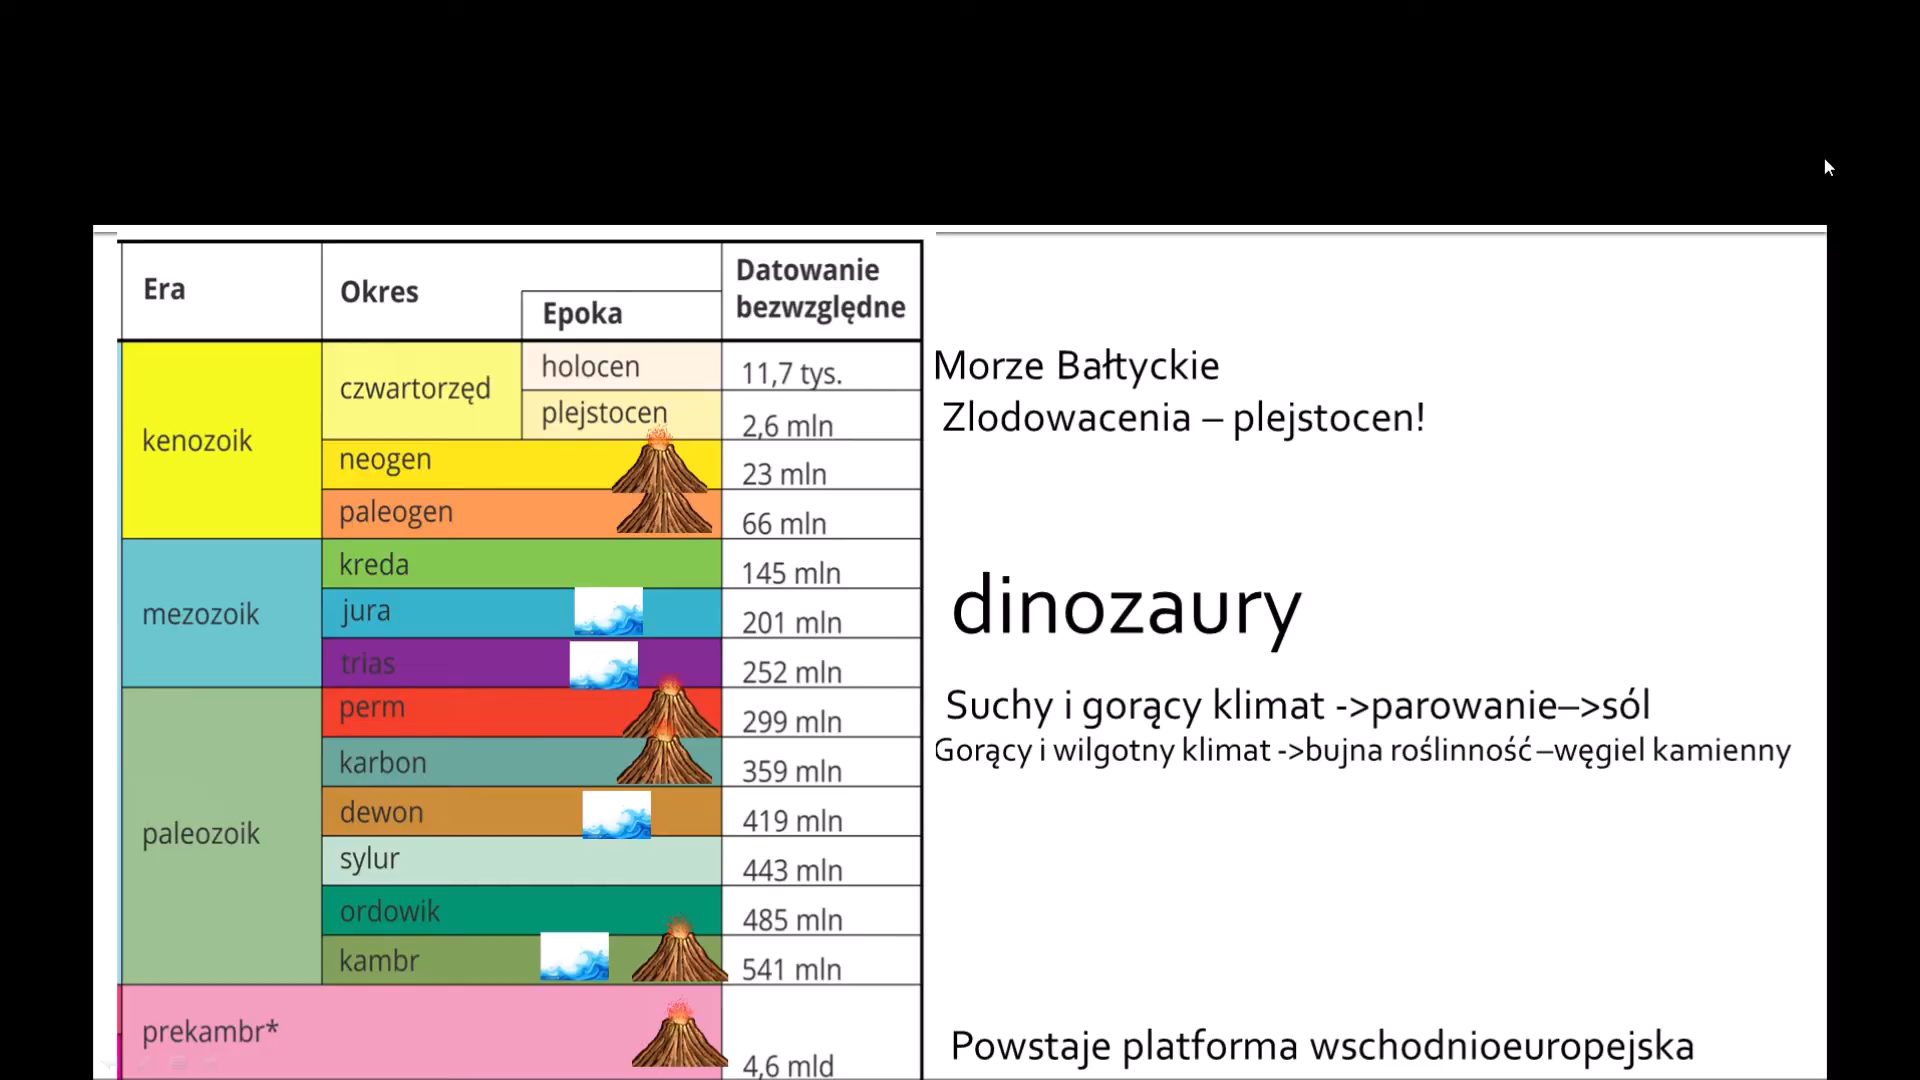 Era
Okres
Epoka
Datowanie
bezwzględne
kenozoik
czwartorzęd
holocen
11,7 tys.
Morze Bałtyckie
plejstocen
2,6 mln
Zlodowacenia – plejstocen!
neogen
23 mln
paleogen
66 mln
mezozoik
kreda
145 mln
jura
201 mln
dinozaury
trias
252 mln
paleozoik
perm
299 mln
Suchy i gorący klimat ->parowanie–>sól
karbon
359 mln
Gorący i wilgotny klimat ->bujna roślinność –węgiel kamienny
dewon
419 mln
sylur
443 mln
ordowik
485 mln
kambr
541 mln
prekambr*
4,6 mld
Powstaje platforma wschodnioeuropejska